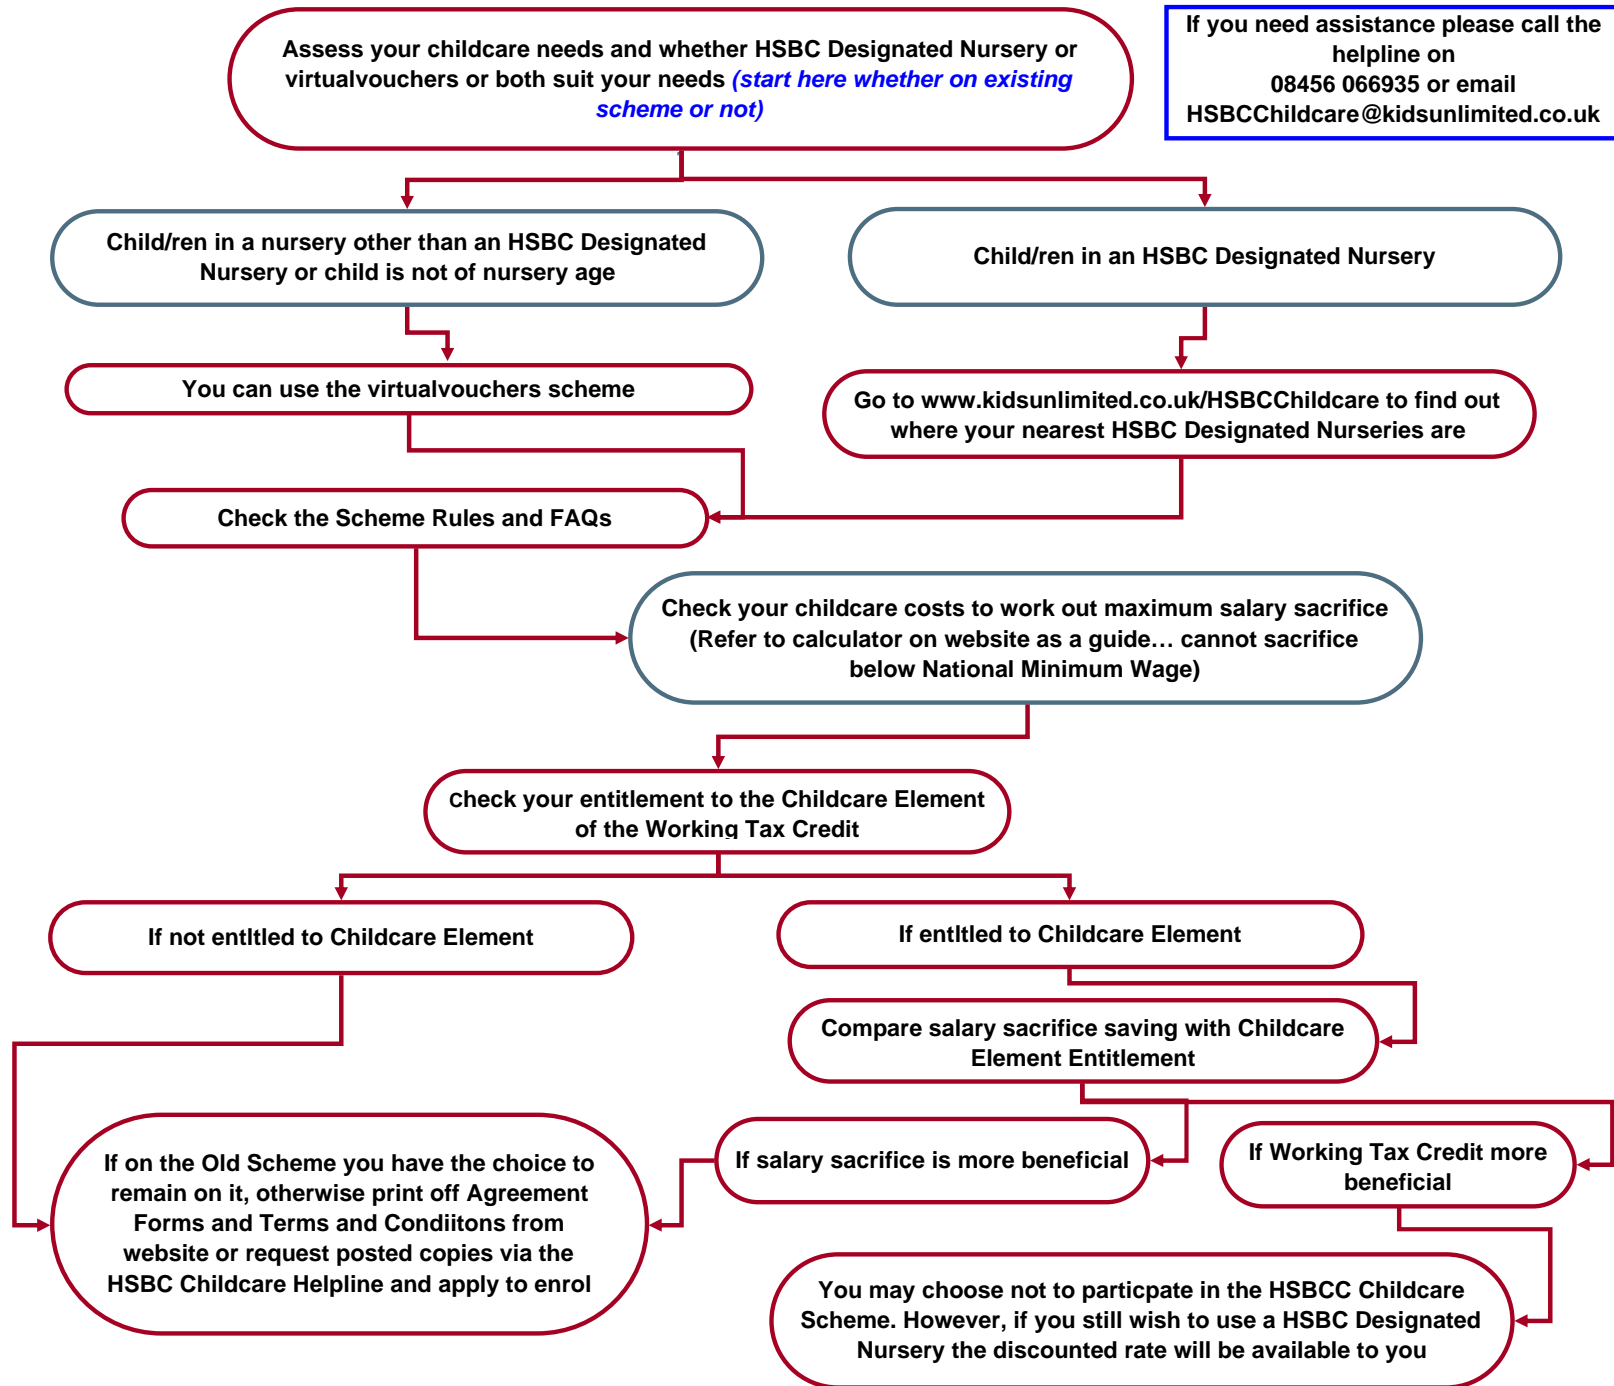 Assess your childcare needs and whether HSBC Designated Nursery or
virtualvouchers or both suit your needs (start here whether on existing
scheme or not)
If you need assistance please call the
helpline on
08456 066935 or email
HSBCChildcare@kidsunlimited.co.uk
Child/ren in a nursery other than an HSBC Designated
Nursery or child is not of nursery age
Child/ren in an HSBC Designated Nursery
You can use the virtualvouchers scheme
Go to www.kidsunlimited.co.uk/HSBCChildcare to find out
where your nearest HSBC Designated Nurseries are
Check the Scheme Rules and FAQs
Check your childcare costs to work out maximum salary sacrifice
(Refer to calculator on website as a guide… cannot sacrifice
below National Minimum Wage)
Check your entitlement to the Childcare Element
of the Working Tax Credit
If not entItled to Childcare Element
If entItled to Childcare Element
Compare salary sacrifice saving with Childcare
Element Entitlement
If salary sacrifice is more beneficial
If Working Tax Credit more
beneficial
If on the Old Scheme you have the choice to
remain on it, otherwise print off Agreement
Forms and Terms and Condiitons from
website or request posted copies via the
HSBC Childcare Helpline and apply to enrol
You may choose not to particpate in the HSBCC Childcare
Scheme. However, if you still wish to use a HSBC Designated
Nursery the discounted rate will be available to you